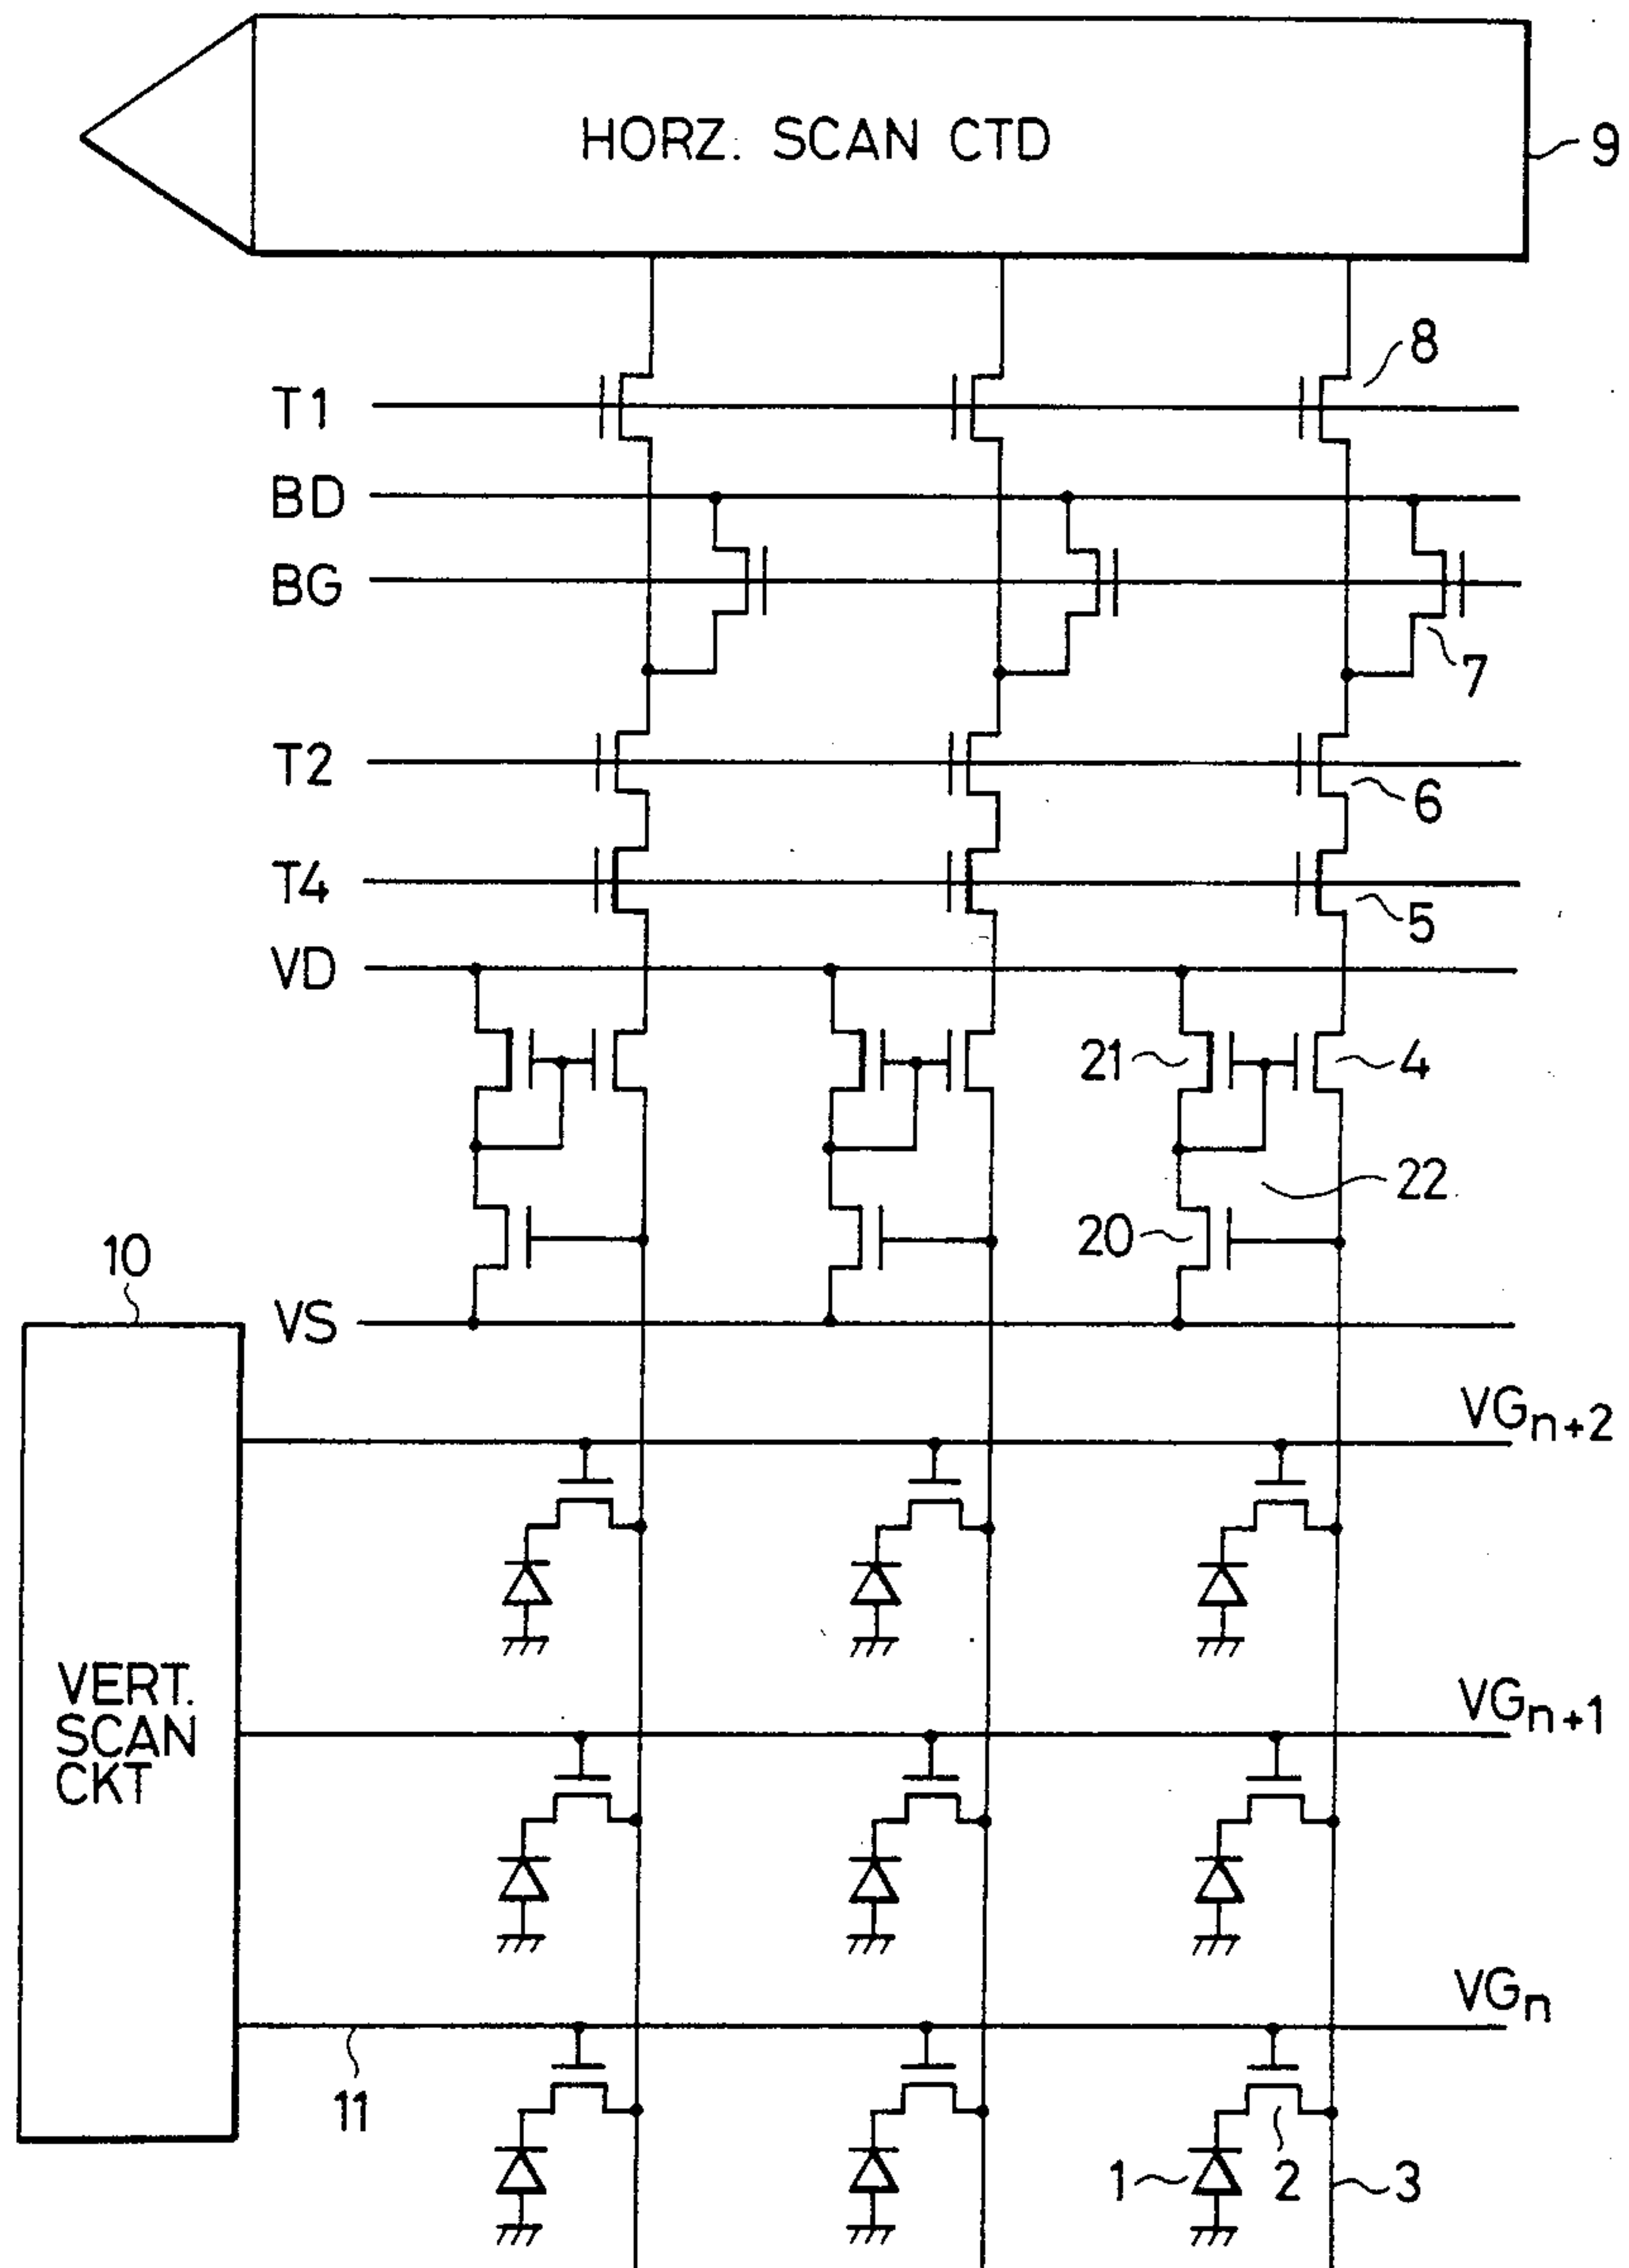 HORZ. SCAN CTD
9
8
T1
BD
BG
7
T2
6
T4
5
VD
21
4
22
20
10
VS
VGn+2
VERT.
SCAN
CKT
VGn+1
VGn
11
1
2
3